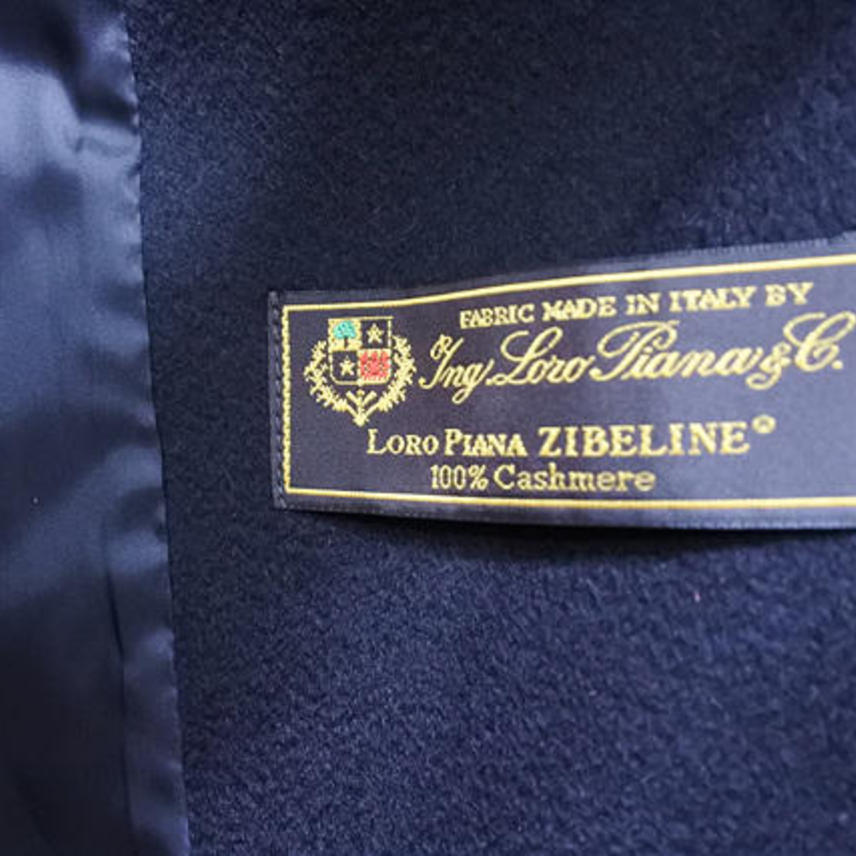 FABRIC MADE IN ITALY BY
Ing. Loro Piana & C.
LORO PIANA ZIBELINE®
100% Cashmere